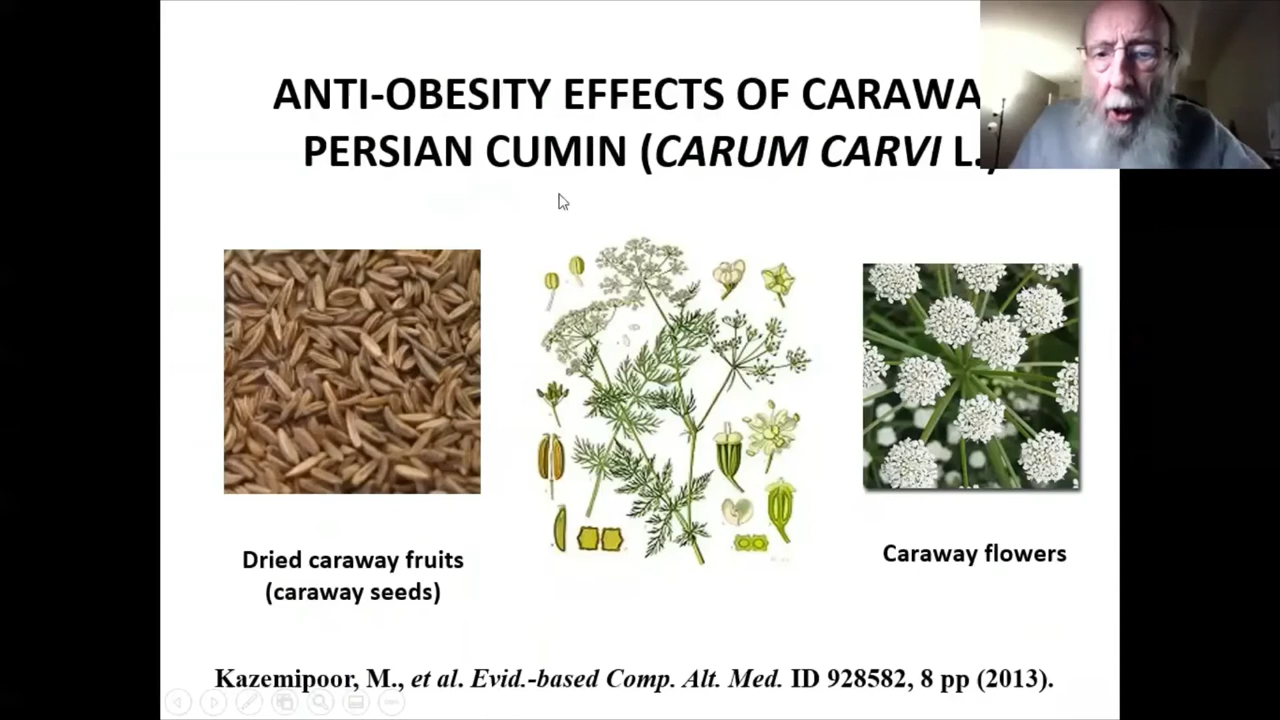 ANTI-OBESITY EFFECTS OF CARAWA
PERSIAN CUMIN (CARUM CARVI L.)
Dried caraway fruits
(caraway seeds)
Caraway flowers
Kazemipoor, M., et al. Evid.-based Comp. Alt. Med. ID 928582, 8 pp (2013).